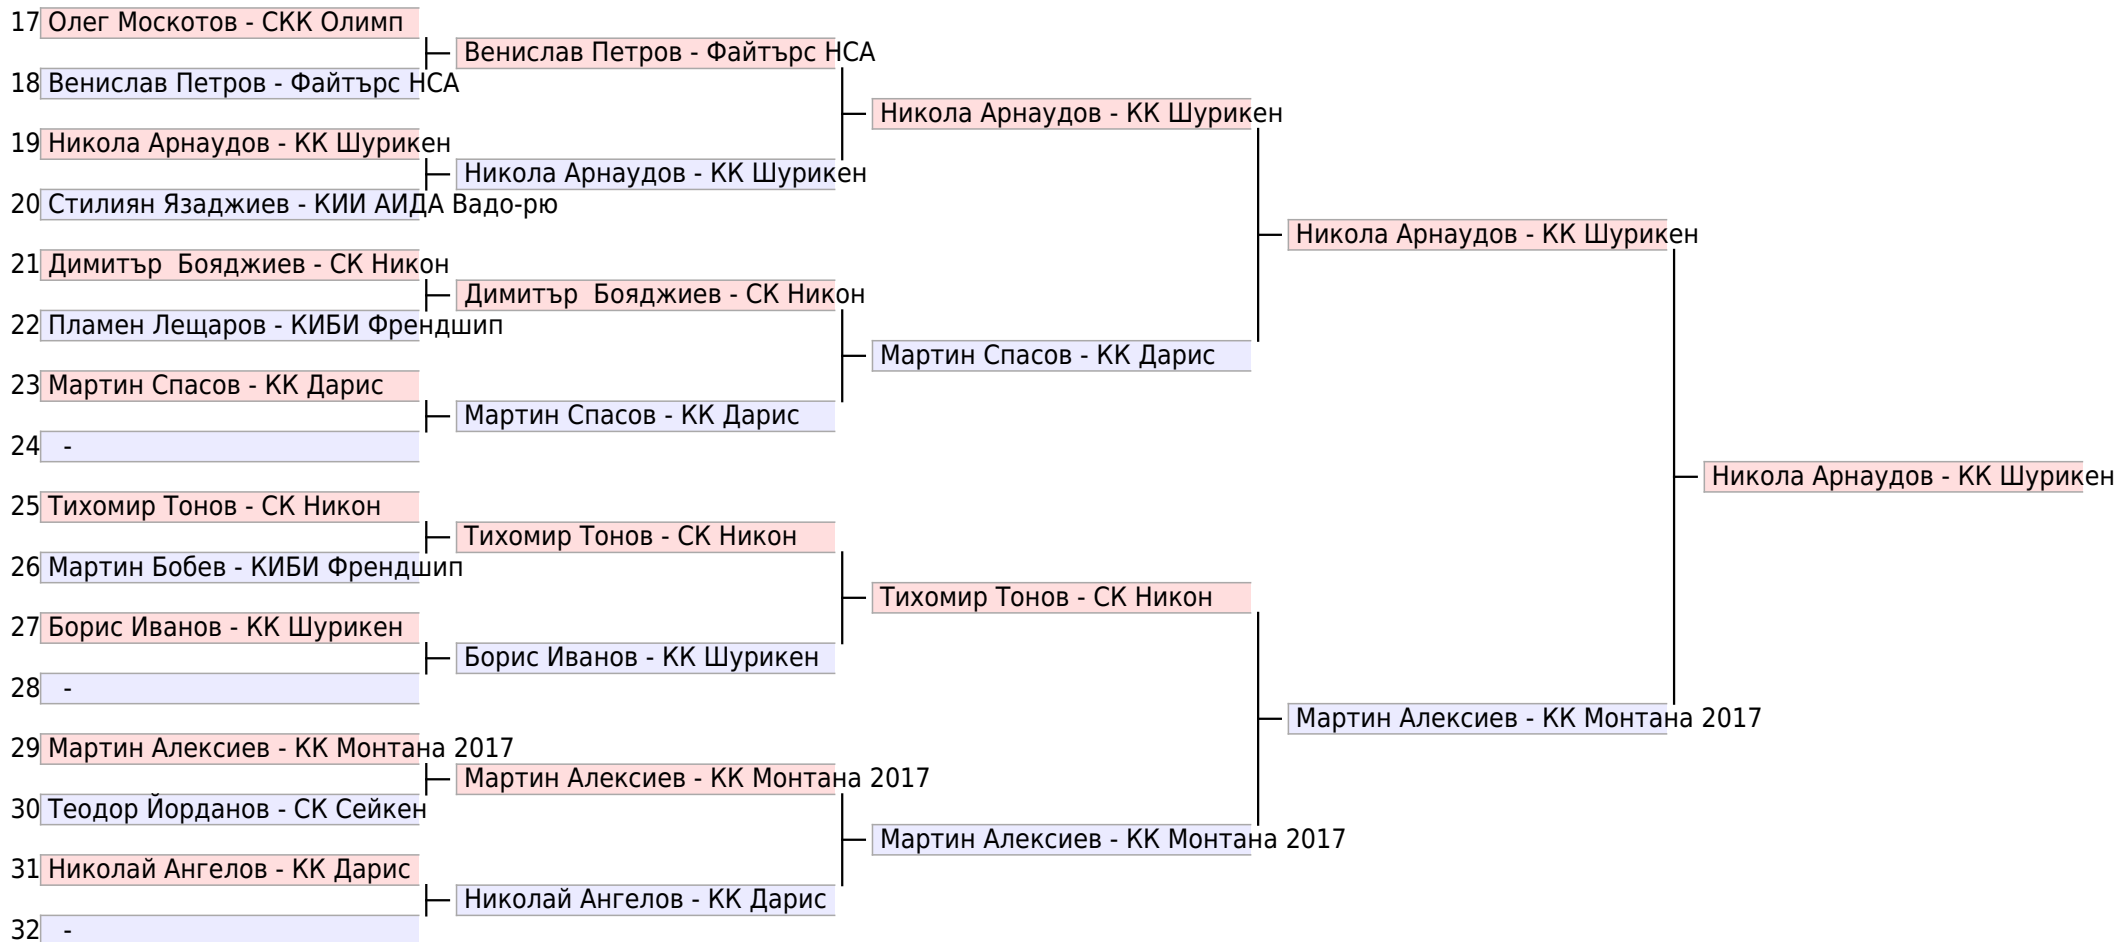 17 Олег Москотов - СКК Олимп
Венислав Петров - Файтърс НСА
18 Венислав Петров - Файтърс НСА
Никола Арнаудов - КК Шурикен
19 Никола Арнаудов - КК Шурикен
Никола Арнаудов - КК Шурикен
20 Стилиян Язаджиев - КИИ АИДА Вадо-рю
Никола Арнаудов - КК Шурикен
21 Димитър  Бояджиев - СК Никон
Димитър  Бояджиев - СК Никон
22 Пламен Лещаров - КИБИ Френдшип
Мартин Спасов - КК Дарис
23 Мартин Спасов - КК Дарис
Мартин Спасов - КК Дарис
24 -
Никола Арнаудов - КК Шурикен
25 Тихомир Тонов - СК Никон
Тихомир Тонов - СК Никон
26 Мартин Бобев - КИБИ Френдшип
Тихомир Тонов - СК Никон
27 Борис Иванов - КК Шурикен
Борис Иванов - КК Шурикен
28 -
Мартин Алексиев - КК Монтана 2017
29 Мартин Алексиев - КК Монтана 2017
Мартин Алексиев - КК Монтана 2017
30 Теодор Йорданов - СК Сейкен
Мартин Алексиев - КК Монтана 2017
31 Николай Ангелов - КК Дарис
Николай Ангелов - КК Дарис
32 -